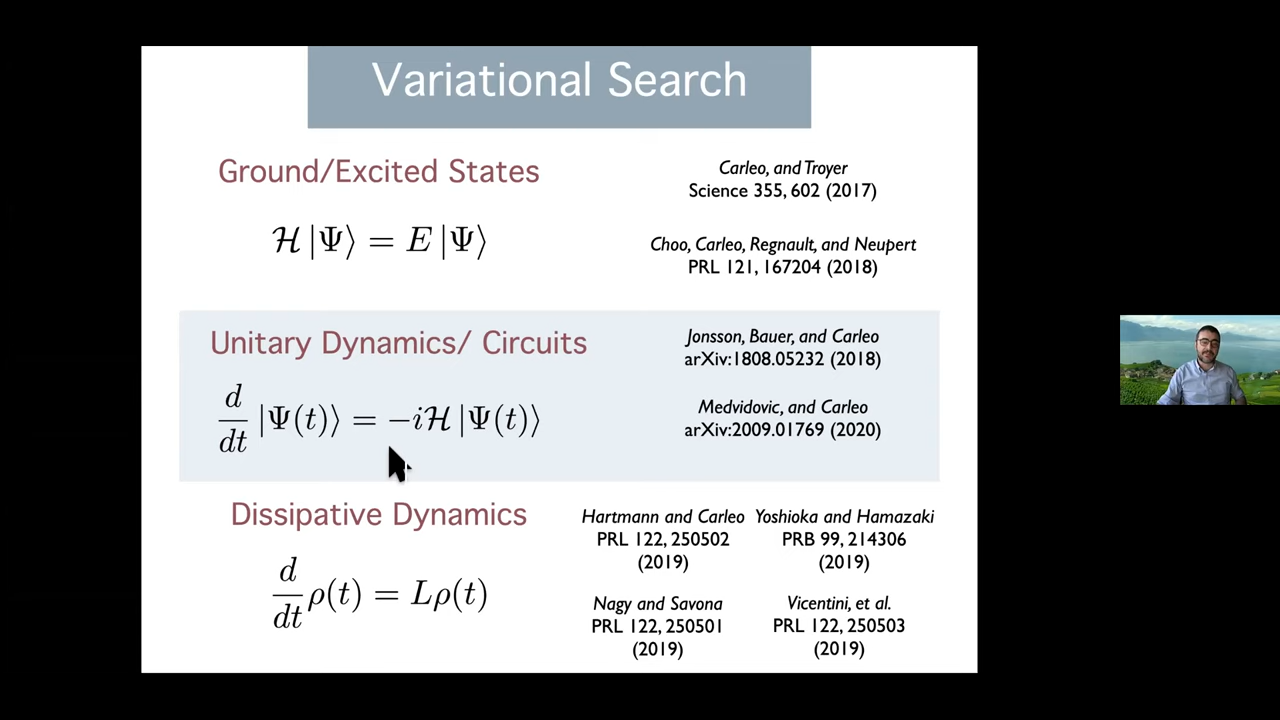 Variational Search
Ground/Excited States
ℋ|Ψ⟩ = E|Ψ⟩
Carleo, and Troyer
Science 355, 602 (2017)
Choo, Carleo, Regnault, and Neupert
PRL 121, 167204 (2018)
Unitary Dynamics/ Circuits
d/dt |Ψ(t)⟩ = −iℋ|Ψ(t)⟩
Jonsson, Bauer, and Carleo
arXiv:1808.05232 (2018)
Medvidovic, and Carleo
arXiv:2009.01769 (2020)
Dissipative Dynamics
d/dt ρ(t) = Lρ(t)
Hartmann and Carleo
PRL 122, 250502
(2019)
Yoshioka and Hamazaki
PRB 99, 214306
(2019)
Nagy and Savona
PRL 122, 250501
(2019)
Vicentini, et al.
PRL 122, 250503
(2019)